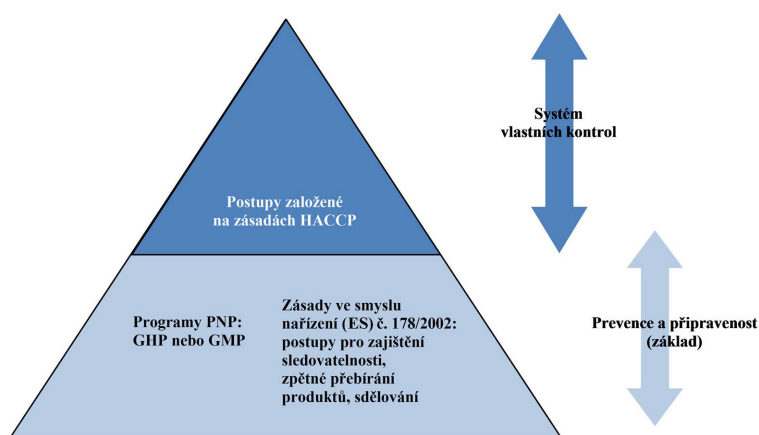 Systém
vlastních kontrol
Postupy založené
na zásadách HACCP
Programy PNP:
GHP nebo GMP
Zásady ve smyslu
nařízení (ES) č. 178/2002:
postupy pro zajištění
sledovatelnosti,
zpětné přebírání
produktů, sdělování
Prevence a připravenost
(základ)